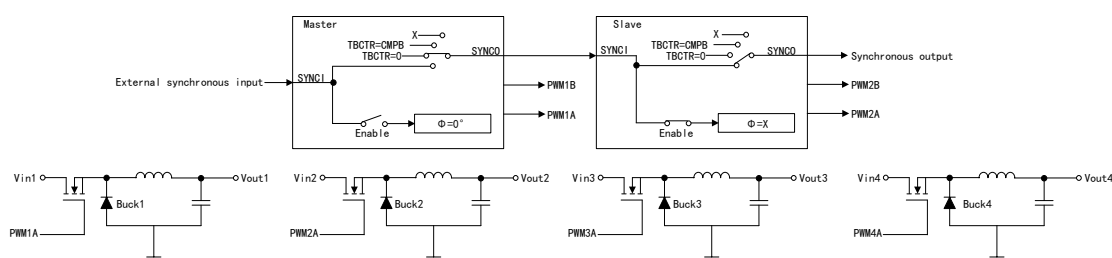 Master
Slave
X
X
TBCTR=CMPB
TBCTR=CMPB
TBCTR=0
SYNCO
SYNCI
TBCTR=0
SYNCO
Synchronous output
External synchronous input
SYNCI
PWM1B
PWM2B
PWM1A
PWM2A
Enable
Φ=0°
Enable
Φ=X
Vin1
Vout1
Vin2
Vout2
Vin3
Vout3
Vin4
Vout4
Buck1
Buck2
Buck3
Buck4
PWM1A
PWM2A
PWM3A
PWM4A